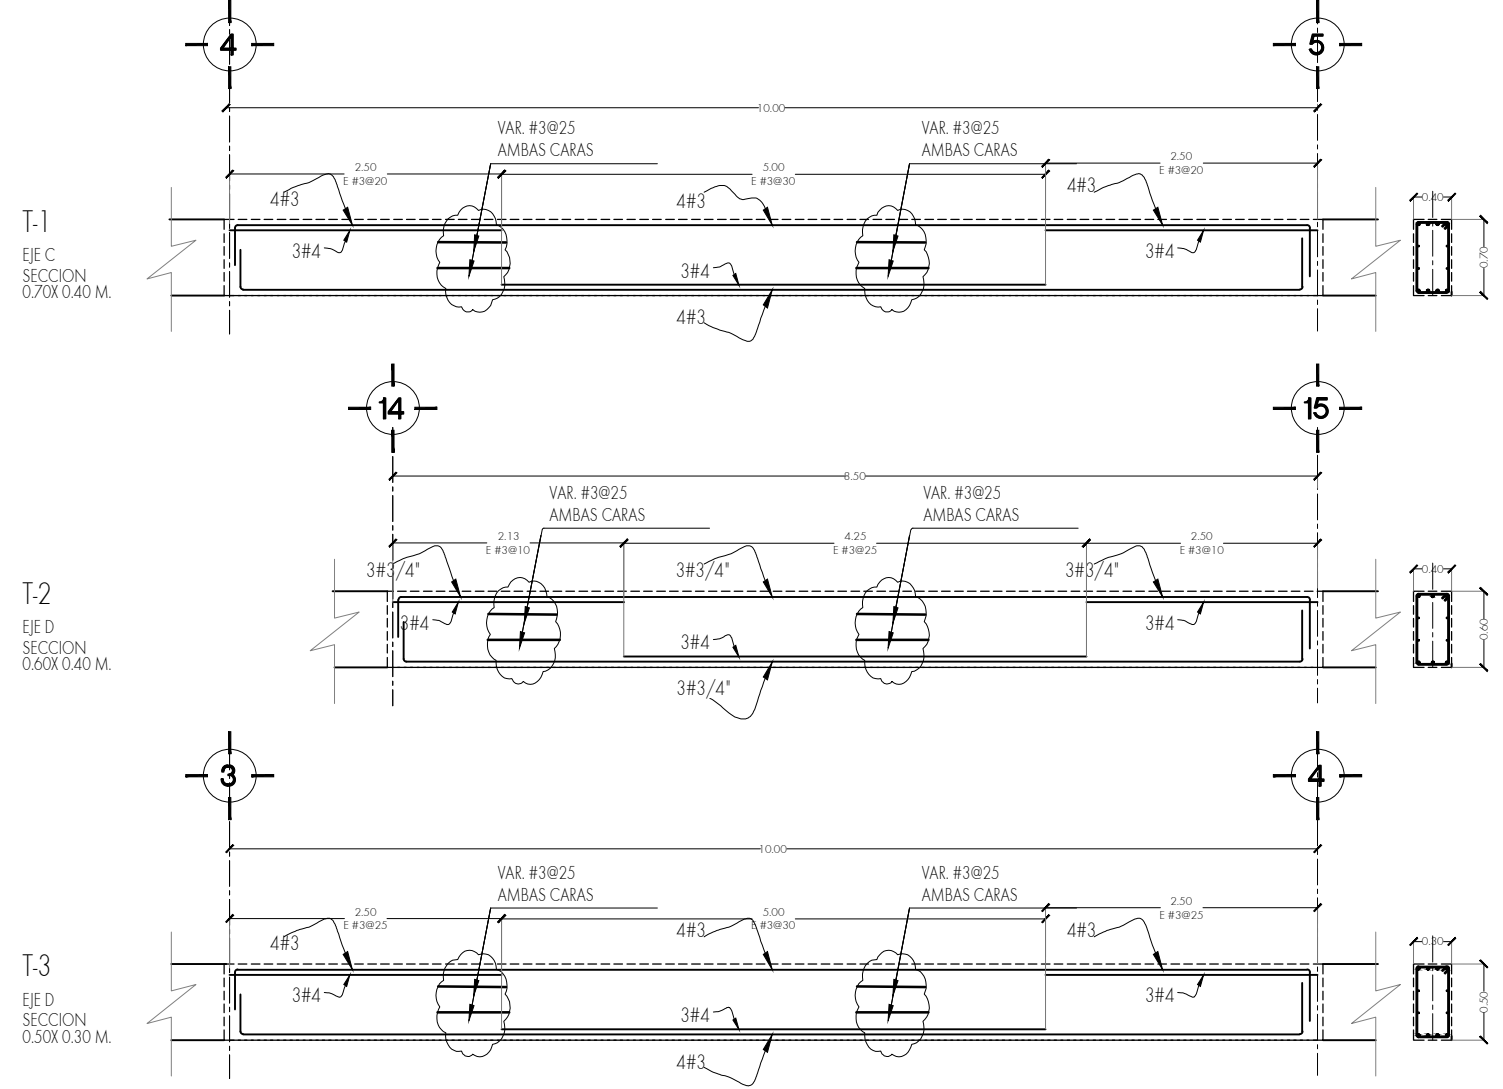 4
5
10.00
VAR. #3@25
AMBAS CARAS
VAR. #3@25
AMBAS CARAS
2.50
E #3@20
5.00
E #3@30
2.50
E #3@20
4#3
4#3
4#3
T-1
EJE C
SECCION
0.70X 0.40 M.
3#4
3#4
3#4
4#3
0.40
0.70
14
15
8.50
VAR. #3@25
AMBAS CARAS
VAR. #3@25
AMBAS CARAS
2.13
E #3@10
4.25
E #3@25
2.50
E #3@10
3#3/4"
3#3/4"
3#3/4"
T-2
EJE D
SECCION
0.60X 0.40 M.
3#4
3#4
3#4
3#3/4"
0.40
0.60
3
4
10.00
VAR. #3@25
AMBAS CARAS
VAR. #3@25
AMBAS CARAS
2.50
E #3@25
5.00
E #3@30
2.50
E #3@25
4#3
4#3
4#3
T-3
EJE D
SECCION
0.50X 0.30 M.
3#4
3#4
3#4
4#3
0.30
0.50